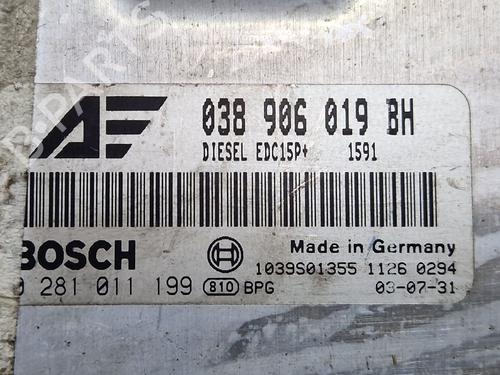 038 906 019 BH
DIESEL EDC15P+ 1591
BOSCH
Made in Germany
1039S01355 1126 0294
0 281 011 199 810 BPG 03-07-31
B-PARTS